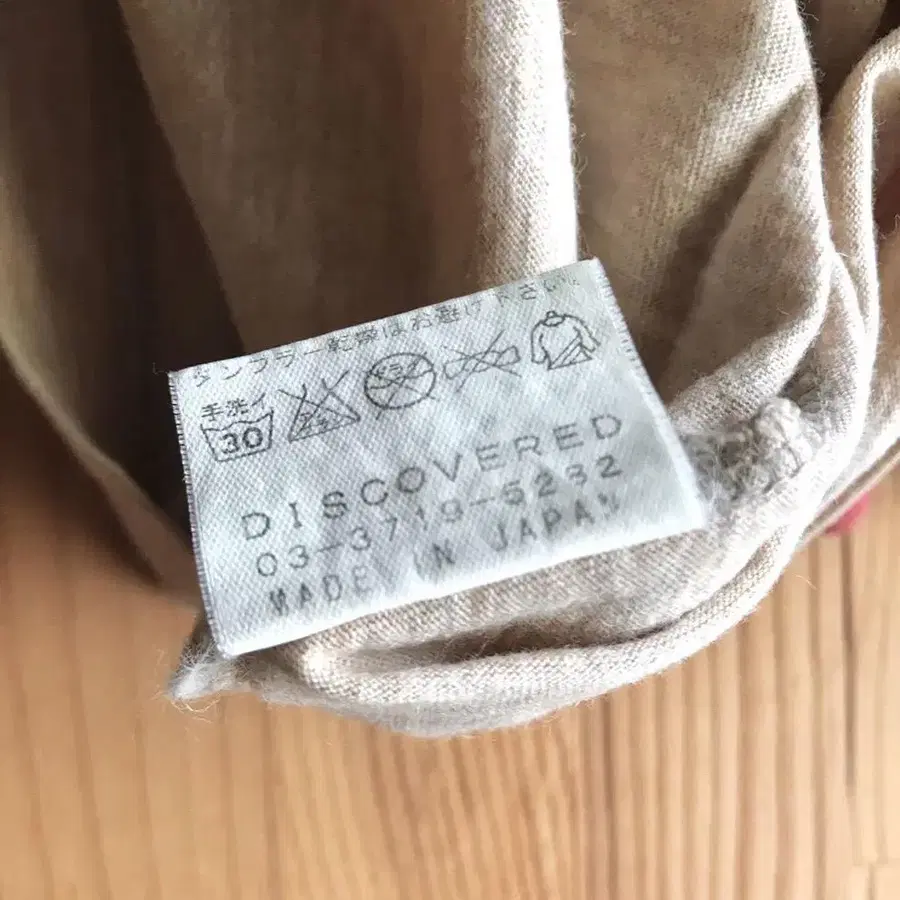 タンブラー乾燥はお避け下さい。
手洗イ
30
DISCOVERED
03-3719-5232
MADE IN JAPAN